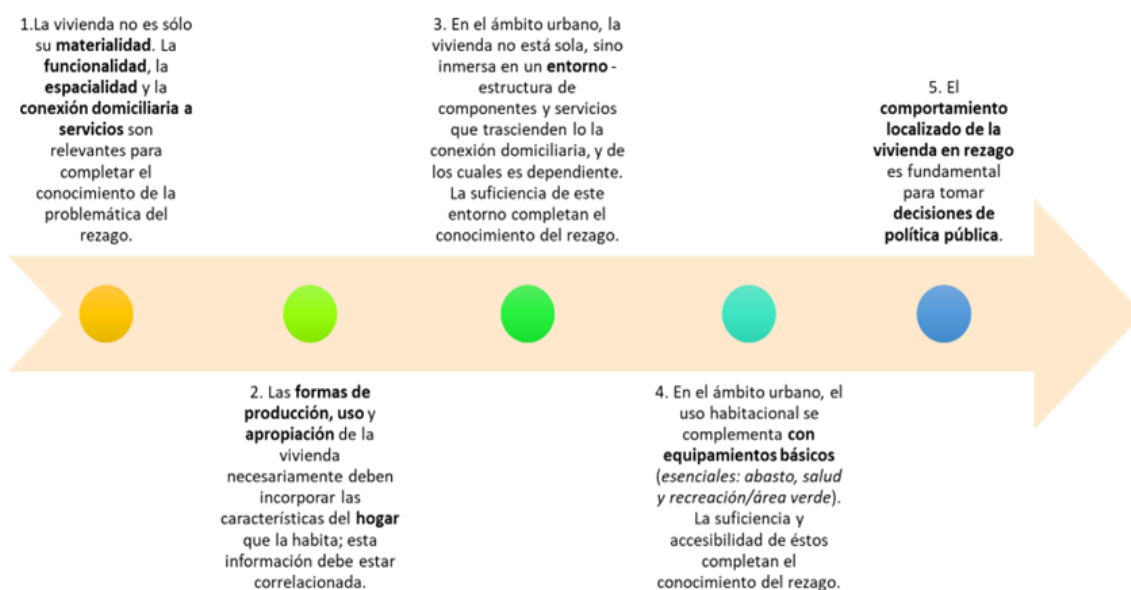 1.La vivienda no es sólo
su materialidad. La
funcionalidad, la
espacialidad y la
conexión domiciliaria a
servicios son
relevantes para
completar el
conocimiento de la
problemática del
rezago.
2. Las formas de
producción, uso y
apropiación de la
vivienda
necesariamente deben
incorporar las
características del hogar
que la habita; esta
información debe estar
correlacionada.
3. En el ámbito urbano, la
vivienda no está sola, sino
inmersa en un entorno -
estructura de
componentes y servicios
que trascienden lo la
conexión domiciliaria, y de
los cuales es dependiente.
La suficiencia de este
entorno completan el
conocimiento del rezago.
4. En el ámbito urbano, el
uso habitacional se
complementa con
equipamientos básicos
(esenciales: abasto, salud
y recreación/área verde).
La suficiencia y
accesibilidad de éstos
completan el
conocimiento del rezago.
5. El
comportamiento
localizado de la
vivienda en rezago
es fundamental
para tomar
decisiones de
política pública.